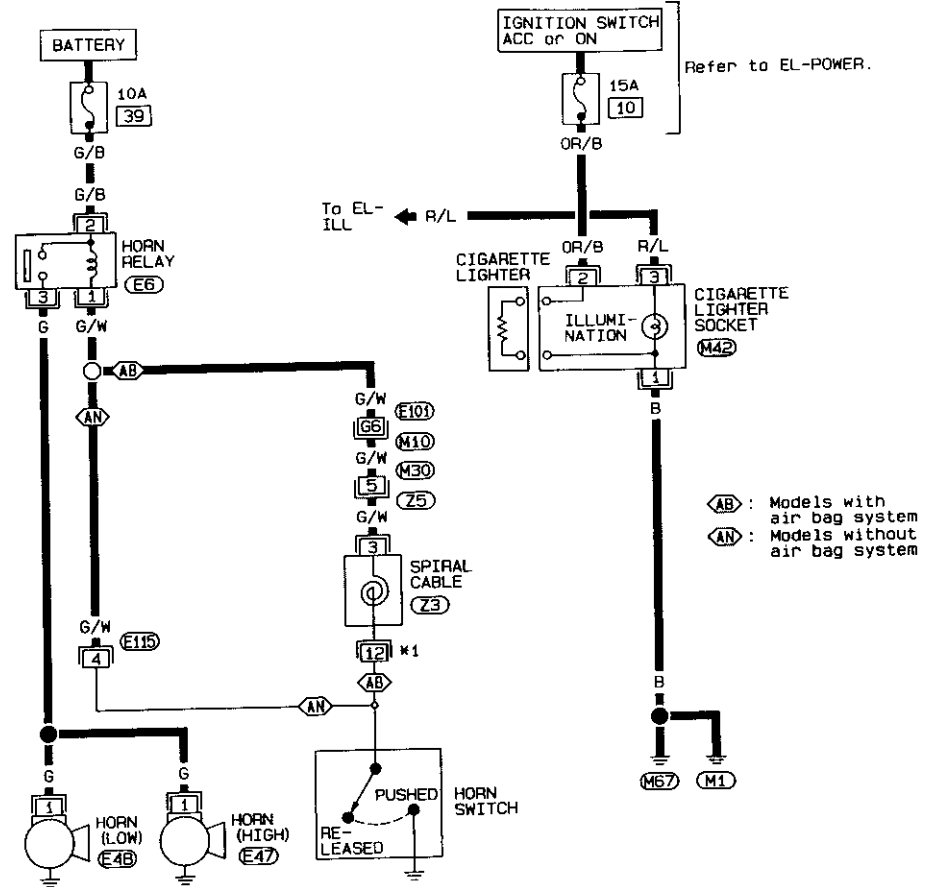 BATTERY
10A
39
G/B
G/B
2
HORN
RELAY
E6
3
1
G
G/W
AB
AN
G/W
E101
G6
M10
G/W
M30
5
Z5
G/W
3
SPIRAL
CABLE
Z3
G/W
E115
4
12
*1
AB
AN
G
G
1
1
HORN
(LOW)
E48
HORN
(HIGH)
E47
PUSHED
RE-
LEASED
HORN
SWITCH
IGNITION SWITCH
ACC or ON
Refer to EL-POWER.
15A
10
OR/B
To EL-
ILL
R/L
OR/B
R/L
CIGARETTE
LIGHTER
2
3
ILLUMI-
NATION
CIGARETTE
LIGHTER
SOCKET
M42
1
B
AB : Models with
air bag system
AN : Models without
air bag system
B
M67
M1